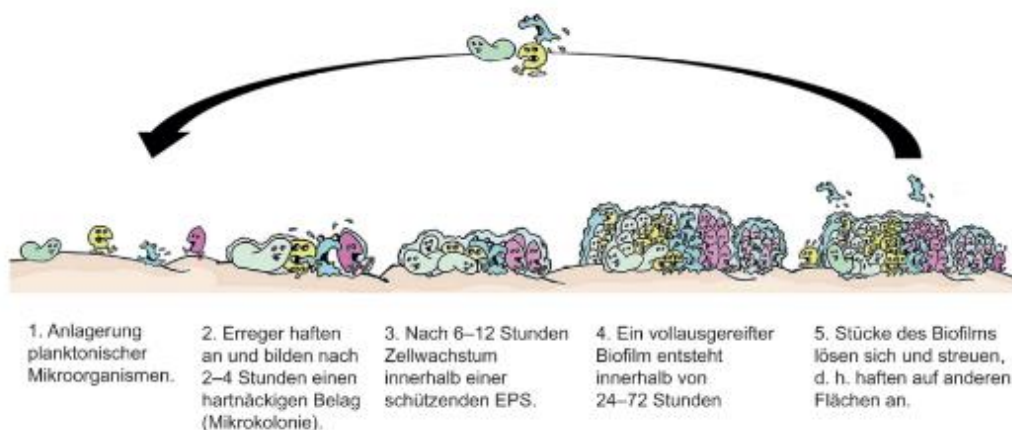 1. Anlagerung
planktonischer
Mikroorganismen.
2. Erreger haften
an und bilden nach
2–4 Stunden einen
hartnäckigen Belag
(Mikrokolonie).
3. Nach 6–12 Stunden
Zellwachstum
innerhalb einer
schützenden EPS.
4. Ein vollausgereifter
Biofilm entsteht
innerhalb von
24–72 Stunden
5. Stücke des Biofilms
lösen sich und streuen,
d. h. haften auf anderen
Flächen an.